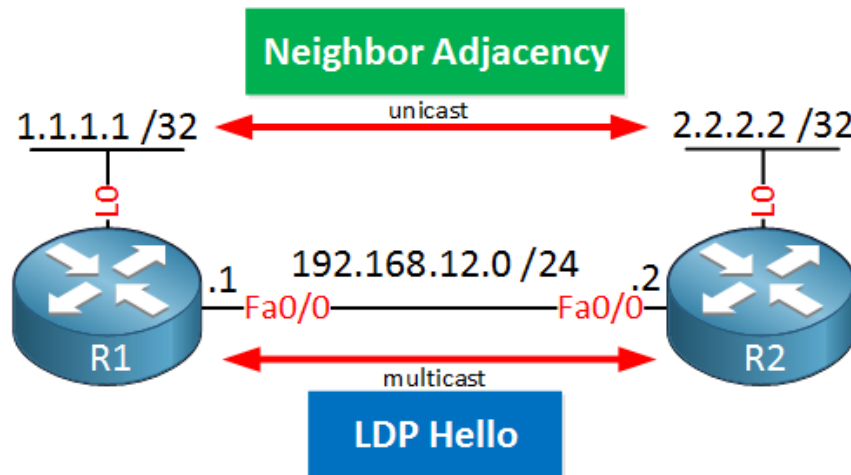 Neighbor Adjacency
unicast
1.1.1.1 /32
2.2.2.2 /32
L0
L0
192.168.12.0 /24
.1
.2
Fa0/0
Fa0/0
R1
R2
multicast
LDP Hello